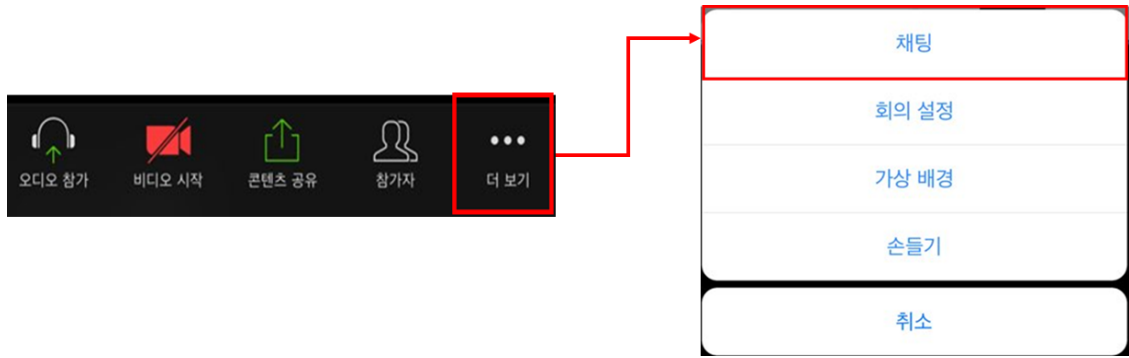 오디오 참가 비디오 시작 콘텐츠 공유 참가자 더 보기
채팅
회의 설정
가상 배경
손들기
취소